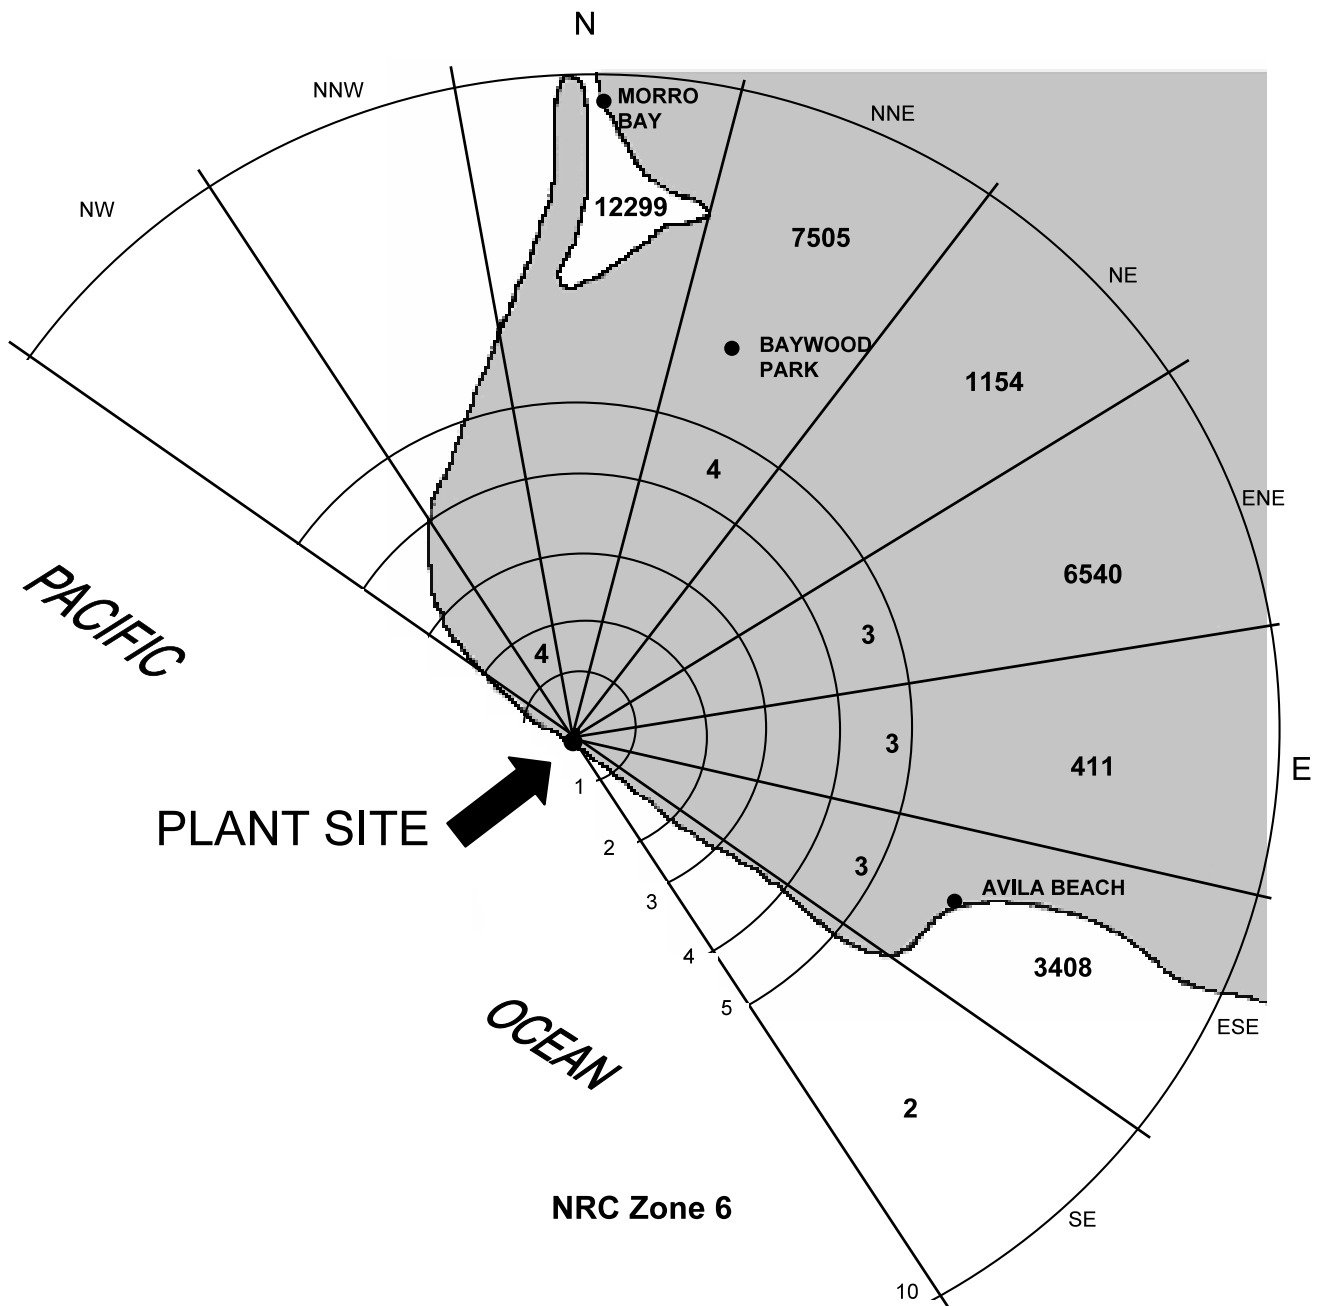 N
NNW
MORRO
BAY
NNE
NW
12299
7505
NE
BAYWOOD
PARK
1154
4
ENE
PACIFIC
6540
3
4
3
411
E
1
PLANT SITE
2
3
AVILA BEACH
3
4
3408
5
OCEAN
ESE
2
NRC Zone 6
SE
10